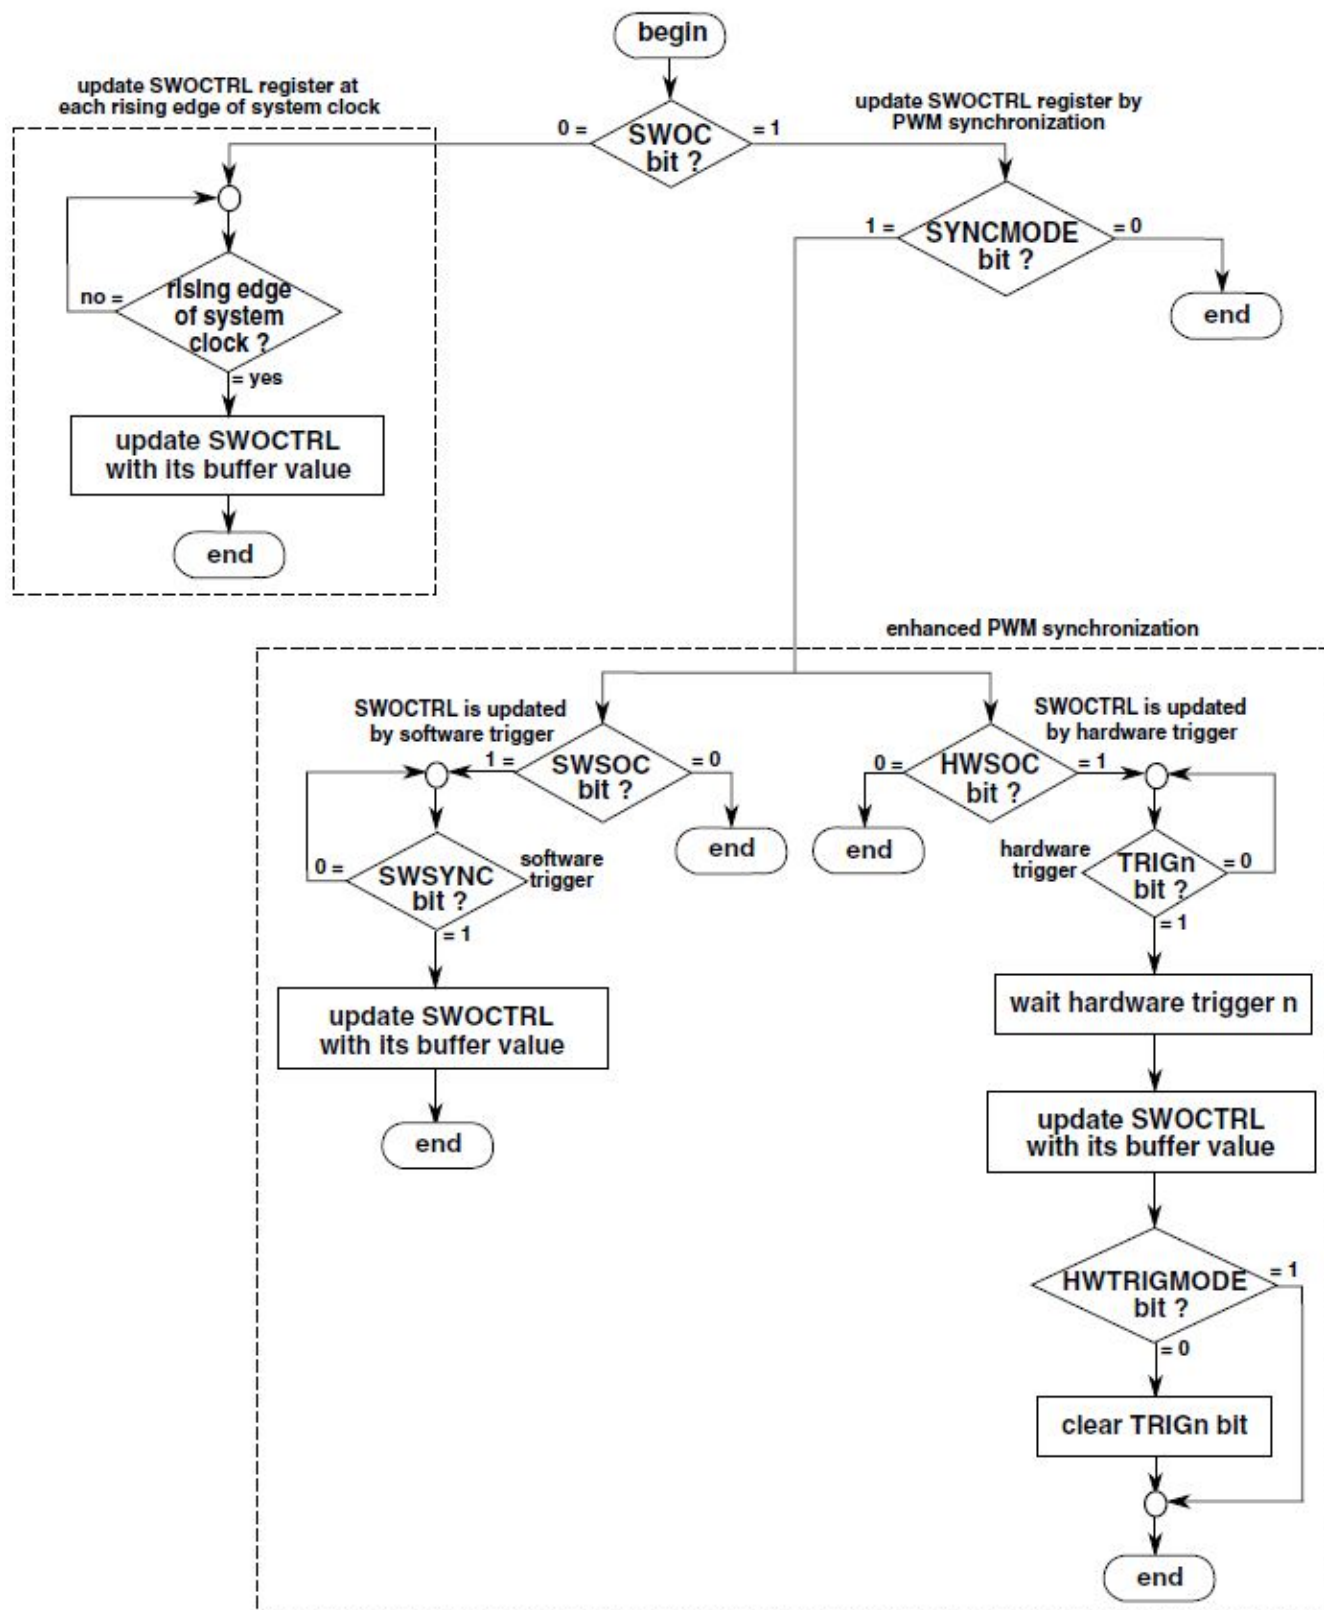 begin
update SWOCTRL register at
each rising edge of system clock
update SWOCTRL register by
PWM synchronization
0 =
SWOC
bit ?
= 1
1 =
SYNCMODE
bit ?
= 0
end
no =
rising edge
of system
clock ?
= yes
update SWOCTRL
with its buffer value
end
enhanced PWM synchronization
SWOCTRL is updated
by software trigger
1 =
SWSOC
bit ?
= 0
end
0 =
SWSYNC
bit ?
software
trigger
= 1
update SWOCTRL
with its buffer value
end
SWOCTRL is updated
by hardware trigger
0 =
HWSOC
bit ?
= 1
end
hardware
trigger
TRIGn
bit ?
= 0
= 1
wait hardware trigger n
update SWOCTRL
with its buffer value
HWTRIGMODE
bit ?
= 1
= 0
clear TRIGn bit
end